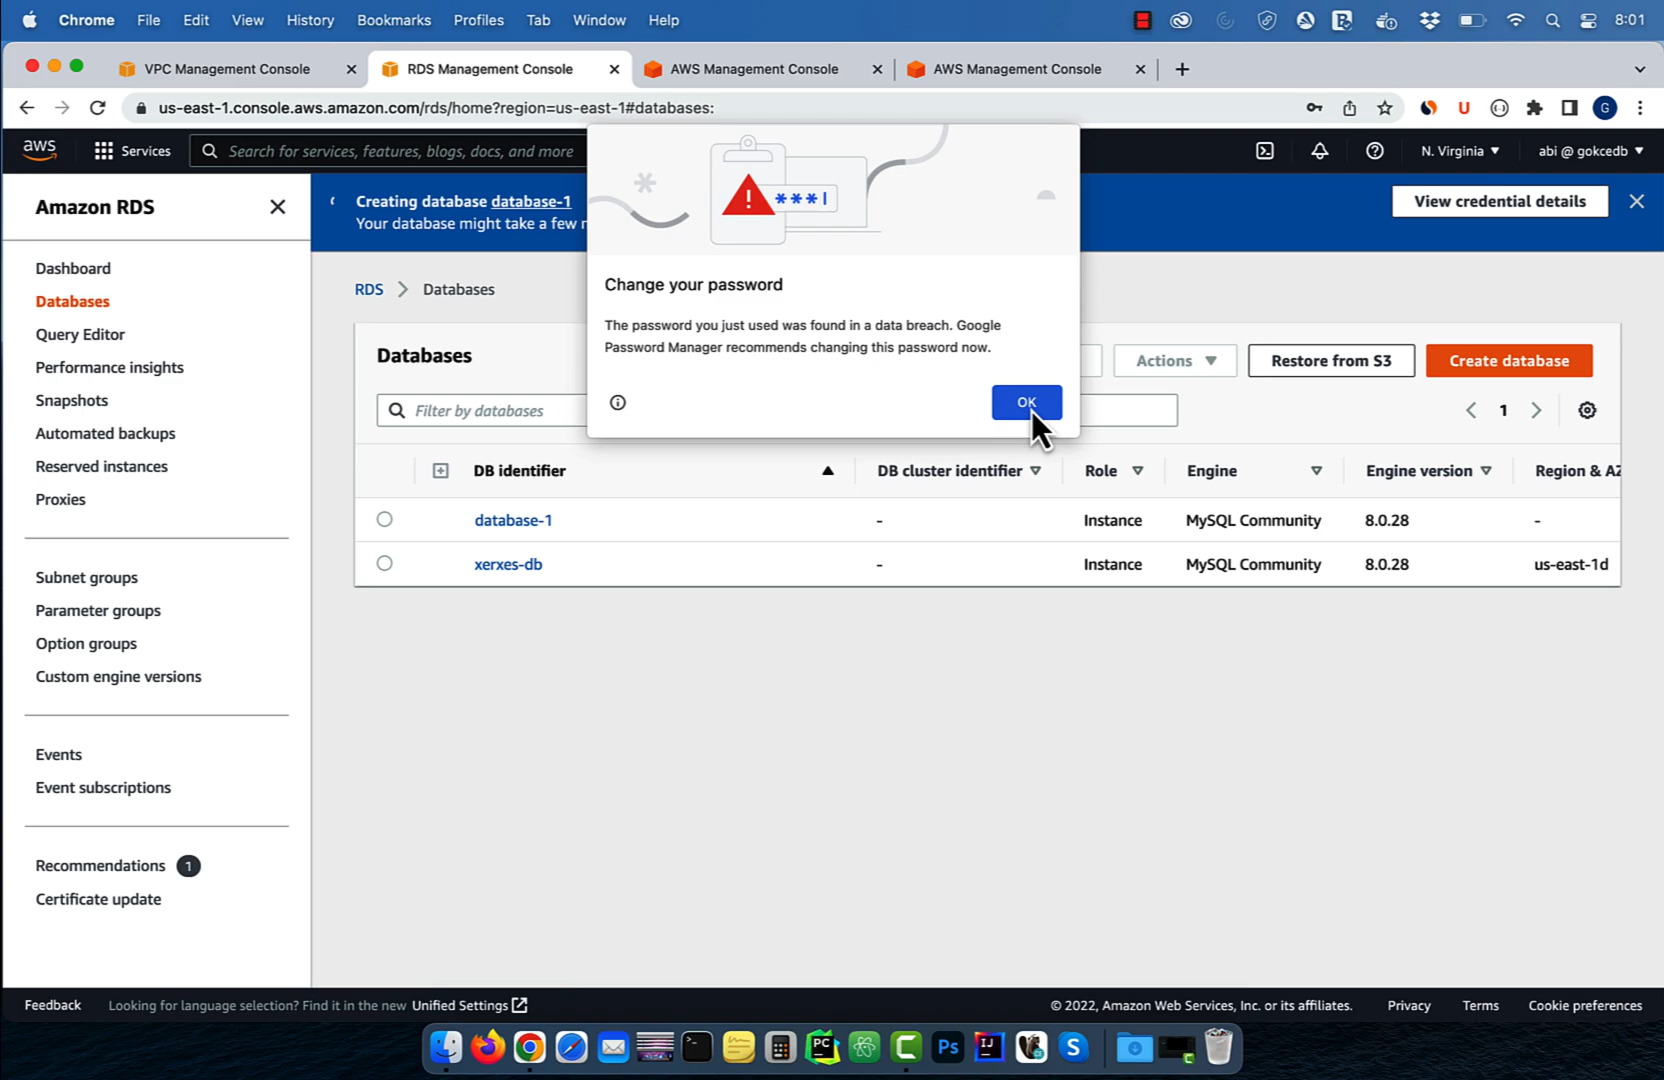 Chrome File Edit View History Bookmarks Profiles Tab Window Help 8:01
VPC Management Console RDS Management Console AWS Management Console AWS Management Console
us-east-1.console.aws.amazon.com/rds/home?region=us-east-1#databases: G
aws Services Search for services, features, blogs, docs, and more N. Virginia abi @ gokcedb
Amazon RDS
Dashboard
Databases
Query Editor
Performance insights
Snapshots
Automated backups
Reserved instances
Proxies
Subnet groups
Parameter groups
Option groups
Custom engine versions
Events
Event subscriptions
Recommendations 1
Certificate update
Creating database database-1
Your database might take a few
View credential details
***|
Change your password
The password you just used was found in a data breach. Google
Password Manager recommends changing this password now.
OK
RDS > Databases
Databases
Actions Restore from S3 Create database
Filter by databases
1
DB identifier DB cluster identifier Role Engine Engine version Region & AZ
database-1 - Instance MySQL Community 8.0.28 -
xerxes-db - Instance MySQL Community 8.0.28 us-east-1d
Feedback Looking for language selection? Find it in the new Unified Settings © 2022, Amazon Web Services, Inc. or its affiliates. Privacy Terms Cookie preferences
PC Ps IJ